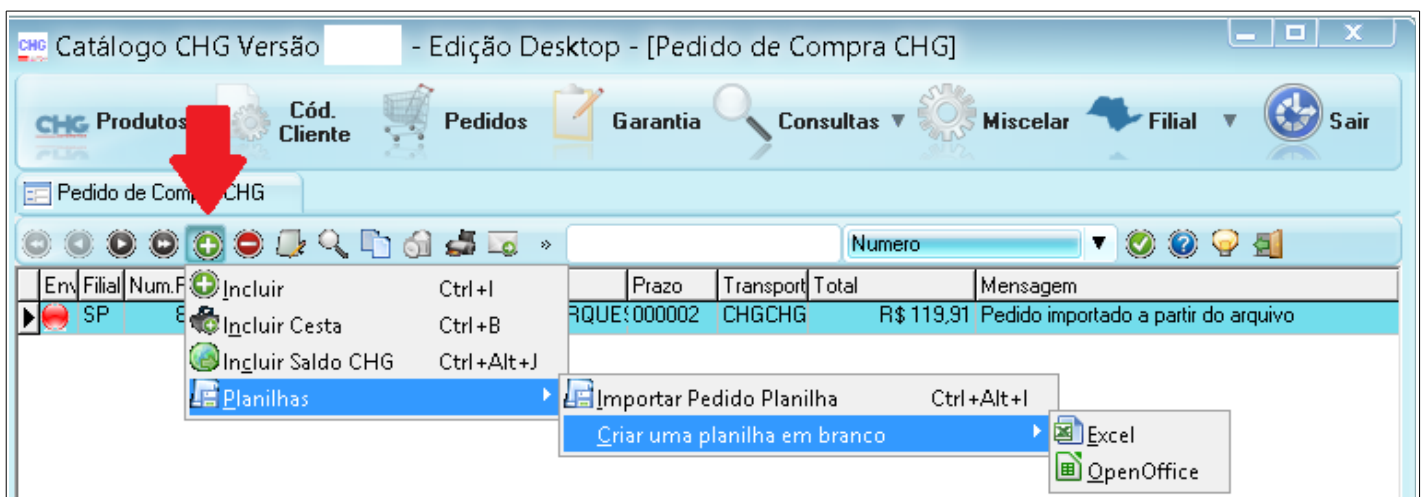 CHG Catálogo CHG Versão - Edição Desktop - [Pedido de Compra CHG]
CHG Produtos Cód. Cliente Pedidos Garantia Consultas Miscelar Filial Sair
Pedido de CHG
» Numero
Filial Prazo Transport Total Mensagem
SP 000002 CHGCHG R$ 119,91 Pedido importado a partir do arquivo
Incluir Ctrl+I
Incluir Cesta Ctrl+B
Incluir Saldo CHG Ctrl+Alt+J
Planilhas
Importar Pedido Planilha Ctrl+Alt+I
Criar uma planilha em branco
Excel
OpenOffice